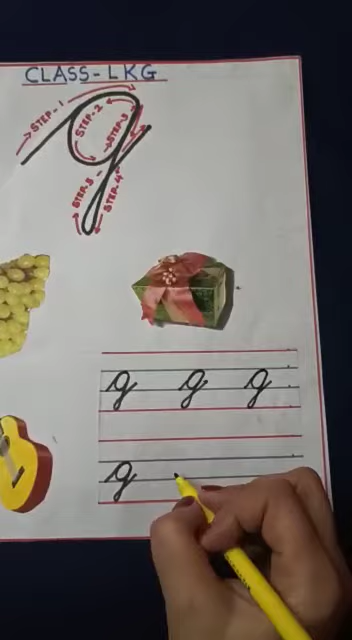 CLASS-LKG
STEP-1
STEP-2
STEP-3
g
STEP-5
STEP-4
g g g
g